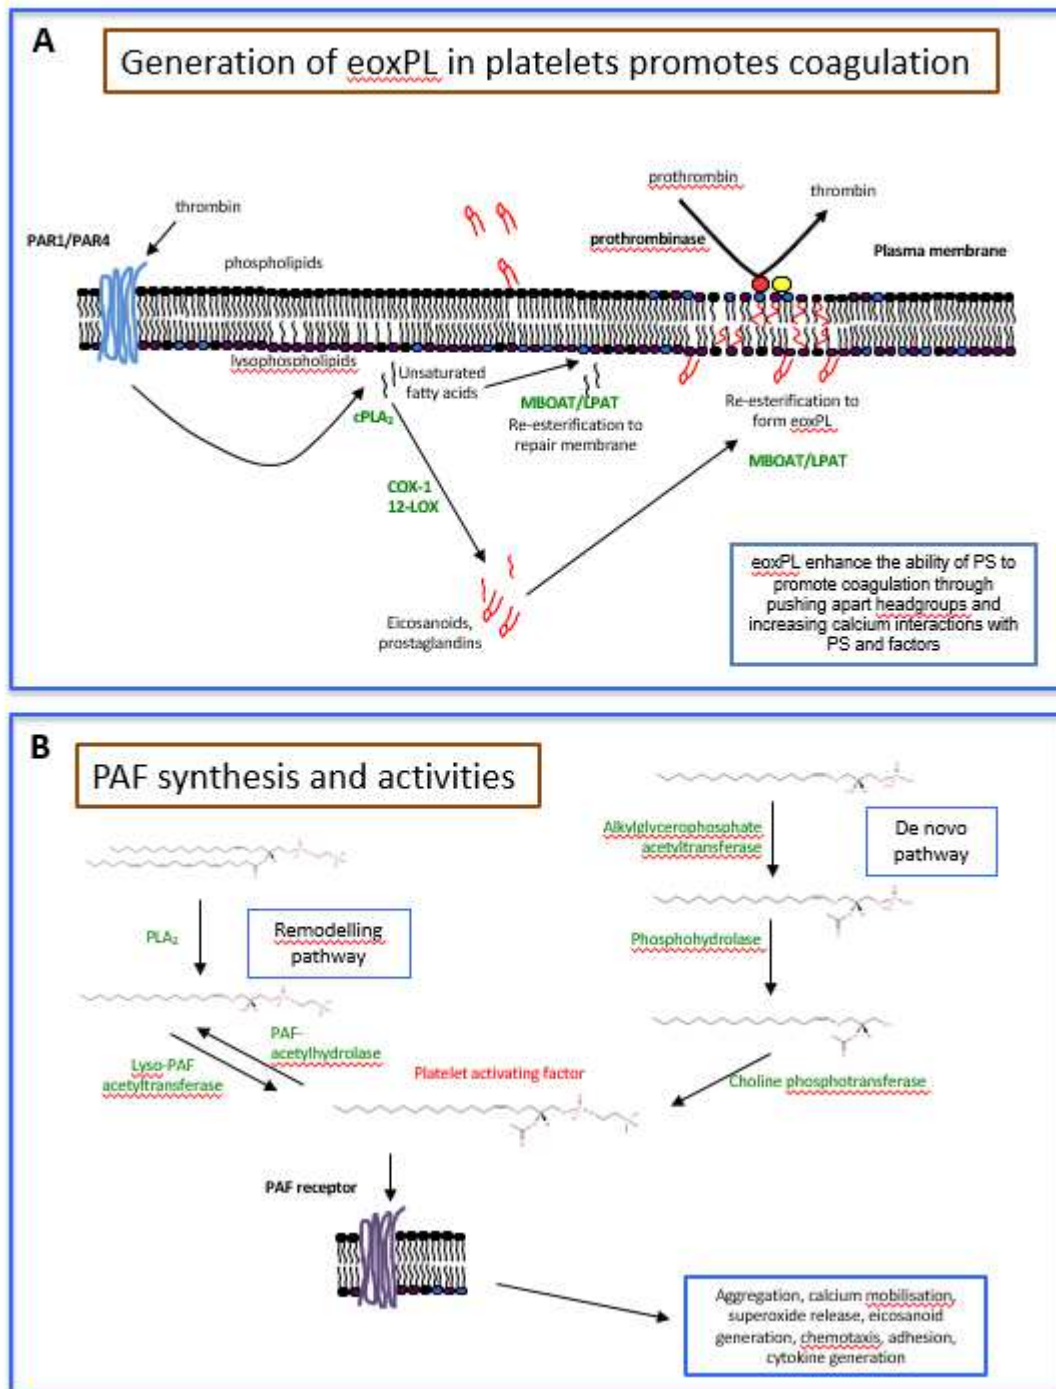 A
Generation of eoxPL in platelets promotes coagulation
prothrombin
thrombin
thrombin
PAR1/PAR4
prothrombinase
Plasma membrane
phospholipids
lysophospholipids
Unsaturated
fatty acids
cPLA₂
MBOAT/LPAT
Re-esterification to
repair membrane
Re-esterification to
form eoxPL
MBOAT/LPAT
COX-1
12-LOX
Eicosanoids,
prostaglandins
eoxPL enhance the ability of PS to
promote coagulation through
pushing apart headgroups and
increasing calcium interactions with
PS and factors
B
PAF synthesis and activities
Alkylglycerophosphate
acetyltransferase
De novo
pathway
PLA₂
Remodelling
pathway
Phosphohydrolase
PAF-
acetylhydrolase
Lyso-PAF
acetyltransferase
Platelet activating factor
Choline phosphotransferase
PAF receptor
Aggregation, calcium mobilisation,
superoxide release, eicosanoid
generation, chemotaxis, adhesion,
cytokine generation